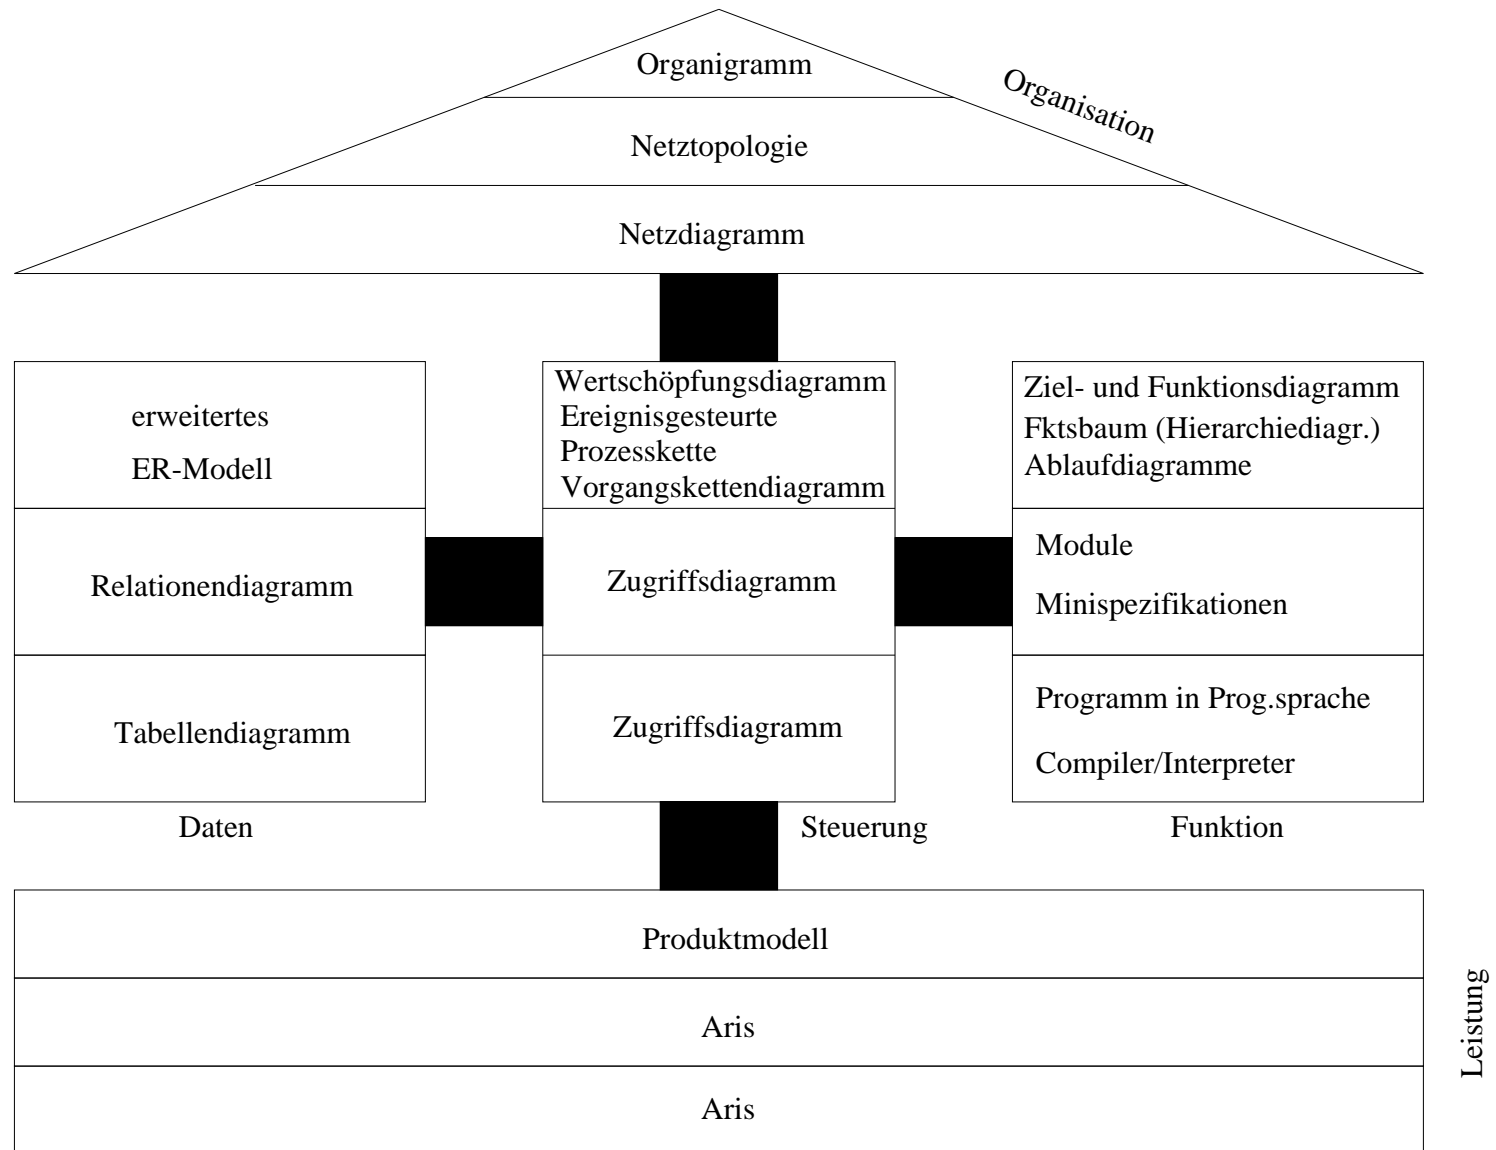 Organigramm
Organisation
Netztopologie
Netzdiagramm
erweitertes
ER-Modell
Relationendiagramm
Tabellendiagramm
Daten
Wertschöpfungsdiagramm
Ereignisgesteurte
Prozesskette
Vorgangskettendiagramm
Zugriffsdiagramm
Zugriffsdiagramm
Steuerung
Ziel- und Funktionsdiagramm
Fktsbaum (Hierarchiediagr.)
Ablaufdiagramme
Module
Minispezifikationen
Programm in Prog.sprache
Compiler/Interpreter
Funktion
Produktmodell
Aris
Aris
Leistung